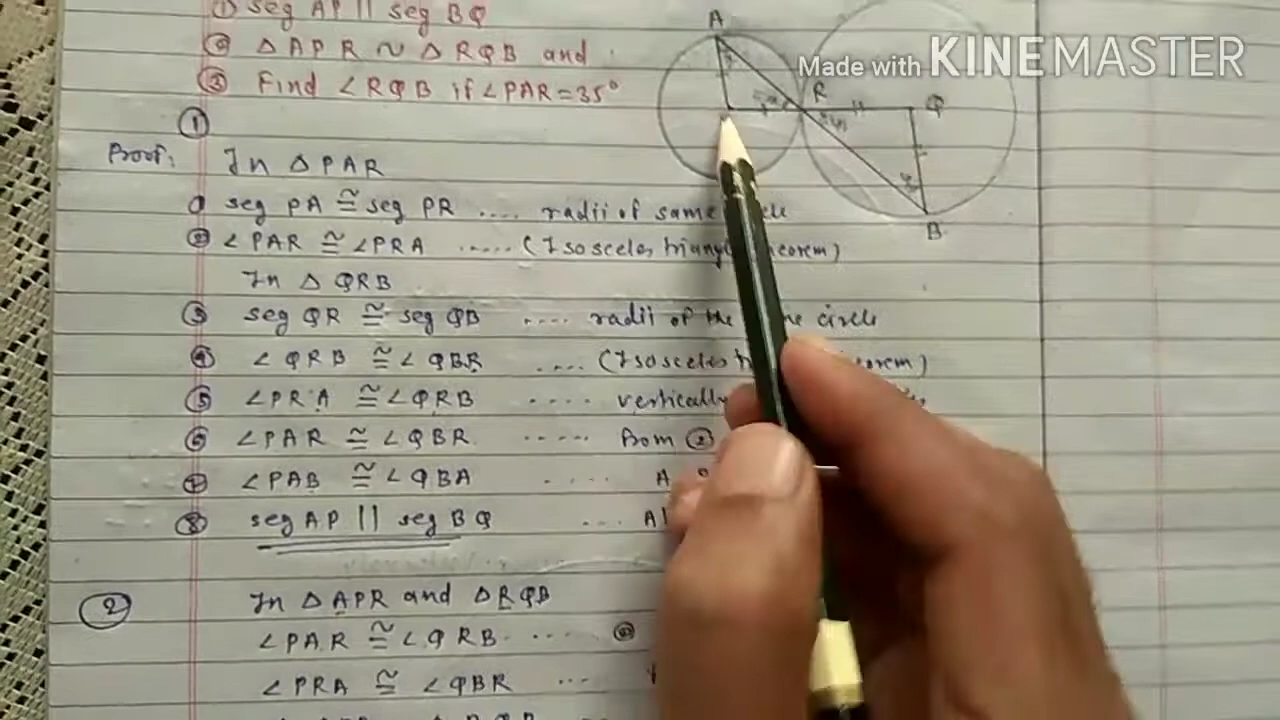 ① seg AP || seg BQ
② △APR ~ △RQB and
③ Find ∠RQB if ∠PAR=35°
A
R
Q
B
Made with KINEMASTER
①
Proof: In △PAR
① seg PA ≅ seg PR .... radii of same
② ∠PAR ≅ ∠PRA ..... (Isosceles triangle theorem)
In △QRB
③ seg QR ≅ seg QB .... radii of the circle
④ ∠QRB ≅ ∠QBR .... (Isosceles
⑤ ∠PRA ≅ ∠QRB .... vertically
⑥ ∠PAR ≅ ∠QBR ..... from ②
⑦ ∠PAB ≅ ∠QBA .... A
⑧ seg AP || seg BQ ...
② In △APR and △RQB
∠PAR ≅ ∠QRB ...
∠PRA ≅ ∠QBR ...